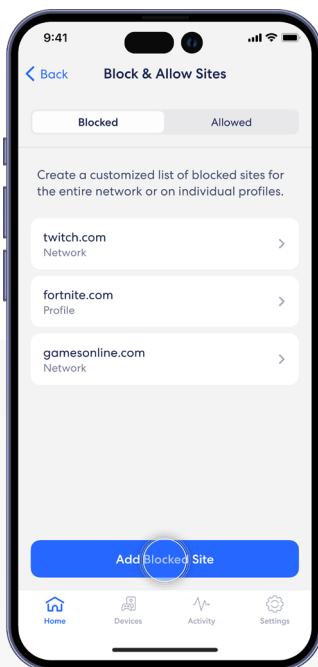 9:41
Back
Block & Allow Sites
Blocked
Allowed
Create a customized list of blocked sites for
the entire network or on individual profiles.
twitch.com
Network
fortnite.com
Profile
gamesonline.com
Network
Add Blocked Site
Home
Devices
Activity
Settings